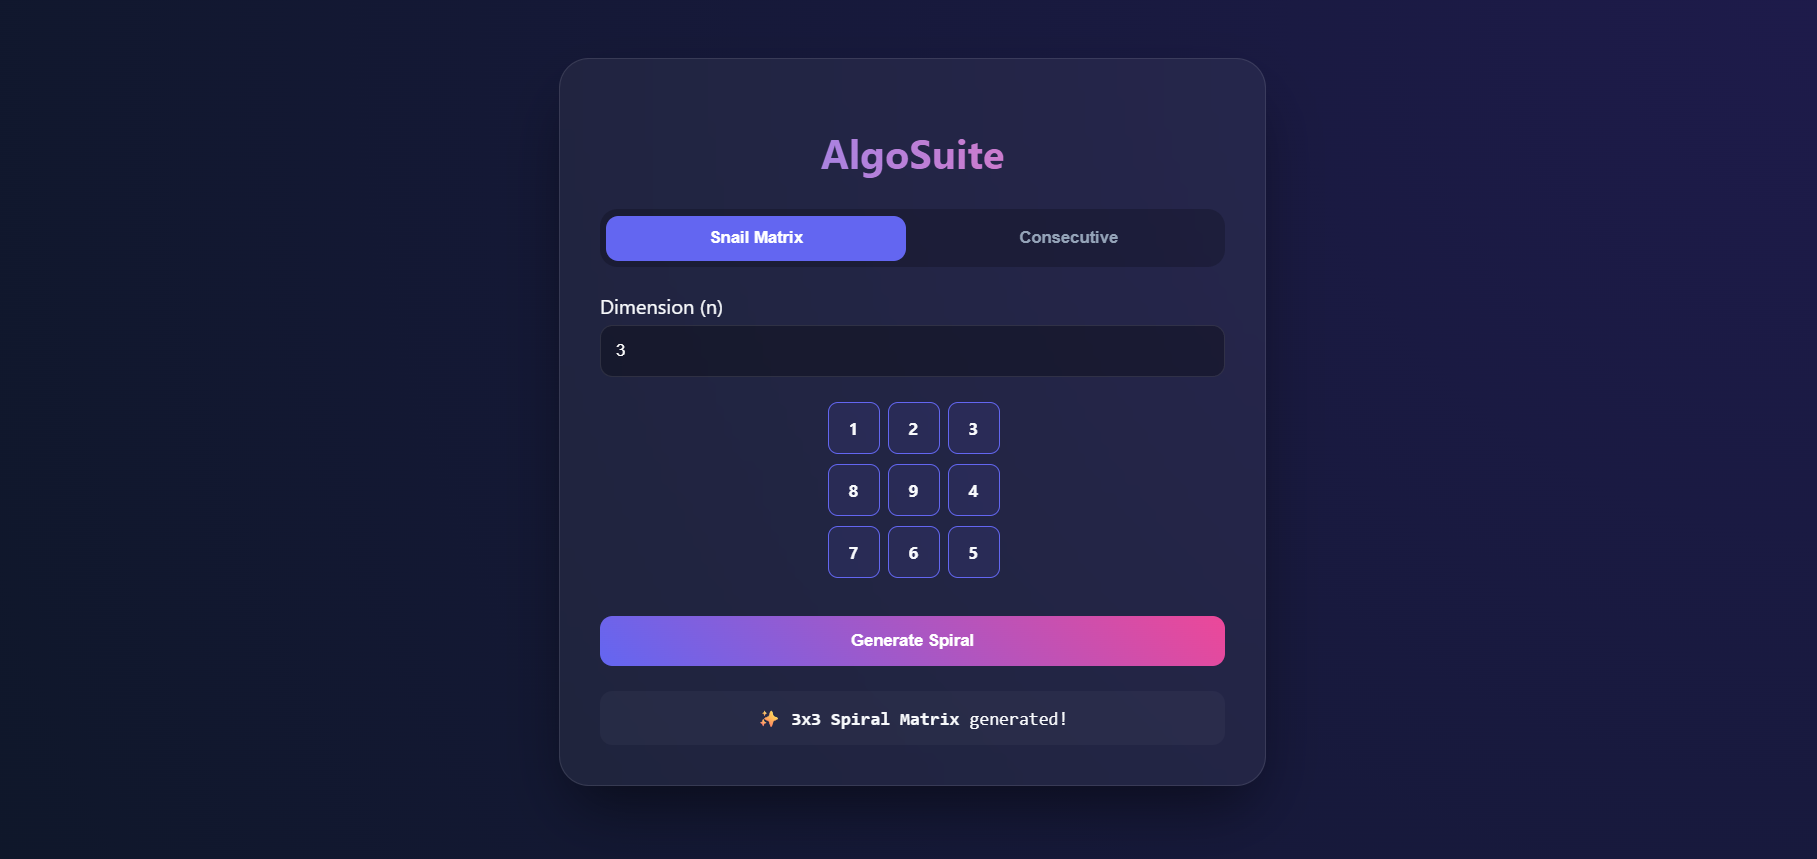 AlgoSuite
Snail Matrix Consecutive
Dimension (n)
3
1 2 3
8 9 4
7 6 5
Generate Spiral
✨ 3x3 Spiral Matrix generated!